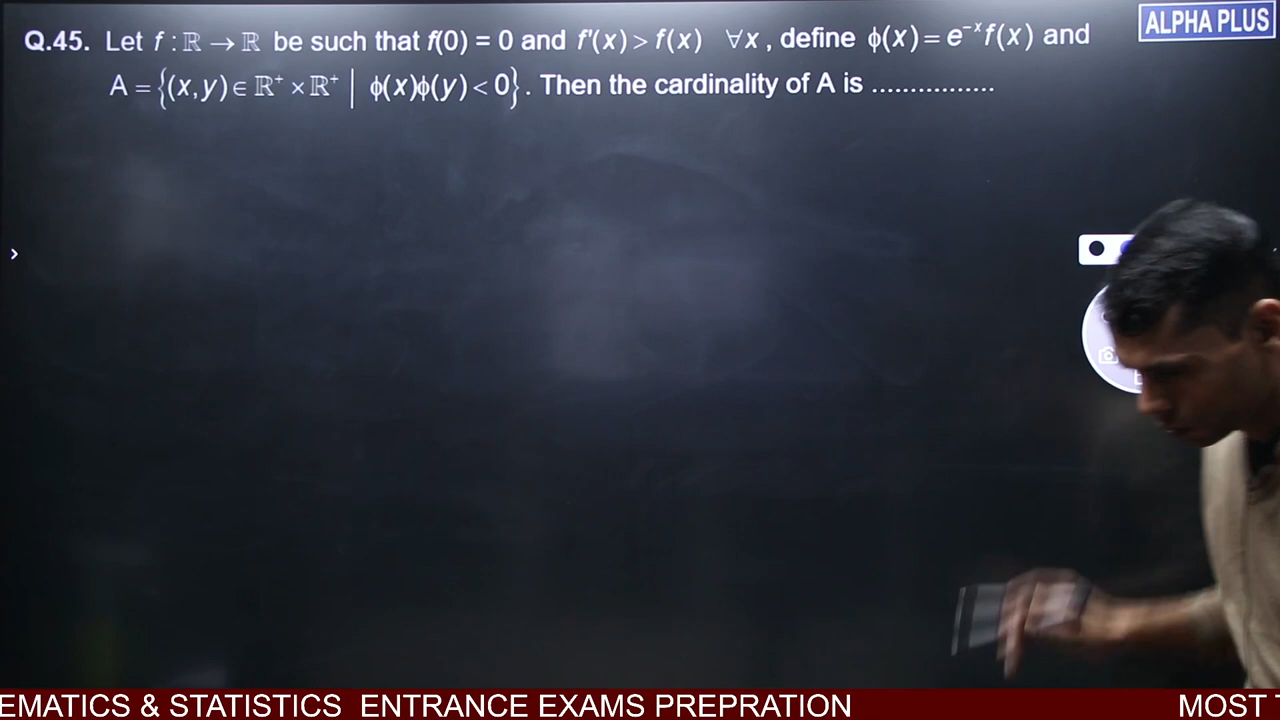 ALPHA PLUS
Q.45. Let f : ℝ → ℝ be such that f(0) = 0 and f'(x) > f(x) ∀x , define ϕ(x) = e⁻ˣf(x) and
A = {(x,y) ∈ ℝ⁺ × ℝ⁺ | ϕ(x)ϕ(y) < 0}. Then the cardinality of A is ................
EMATICS & STATISTICS ENTRANCE EXAMS PREPRATION MOST